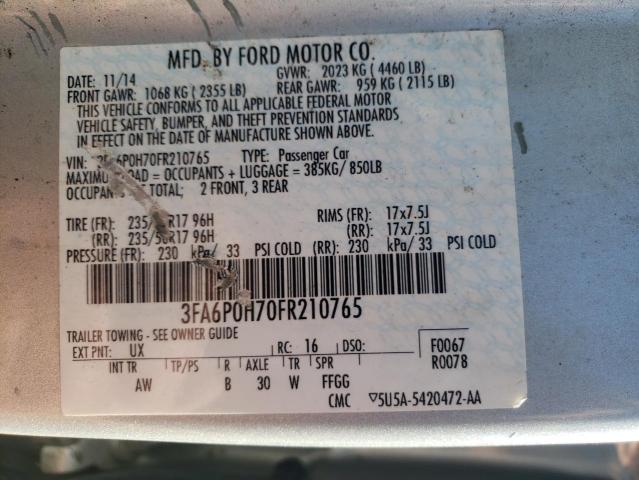 MFD. BY FORD MOTOR CO.
DATE: 11/14 GVWR: 2023 KG ( 4460 LB)
FRONT GAWR: 1068 KG ( 2355 LB) REAR GAWR: 959 KG ( 2115 LB)
THIS VEHICLE CONFORMS TO ALL APPLICABLE FEDERAL MOTOR
VEHICLE SAFETY, BUMPER, AND THEFT PREVENTION STANDARDS
IN EFFECT ON THE DATE OF MANUFACTURE SHOWN ABOVE.
VIN: 3FA6P0H70FR210765 TYPE: Passenger Car
MAXIMUM LOAD = OCCUPANTS + LUGGAGE = 385KG/ 850LB
OCCUPANTS TOTAL; 2 FRONT, 3 REAR
TIRE (FR): 235/50R17 96H RIMS (FR): 17x7.5J
(RR): 235/50R17 96H (RR): 17x7.5J
PRESSURE (FR): 230 kPa/ 33 PSI COLD (RR): 230 kPa/ 33 PSI COLD
3FA6P0H70FR210765
TRAILER TOWING - SEE OWNER GUIDE
EXT PNT: UX RC: 16 DSO: F0067
R0078
INT TR TP/PS R AXLE TR SPR
AW B 30 W FFGG
CMC ▽5U5A-5420472-AA